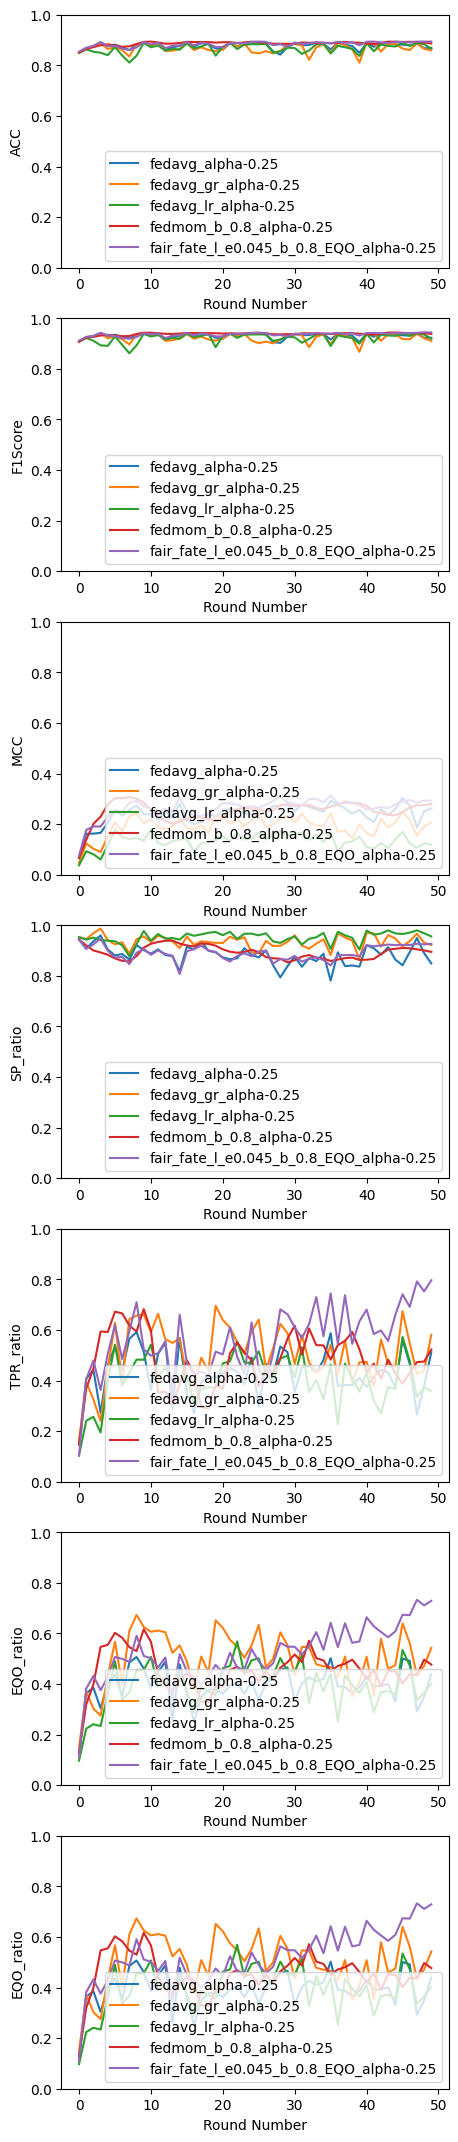 1.0
0.8
0.6
0.4
0.2
0.0
ACC
fedavg_alpha-0.25
fedavg_gr_alpha-0.25
fedavg_lr_alpha-0.25
fedmom_b_0.8_alpha-0.25
fair_fate_l_e0.045_b_0.8_EQO_alpha-0.25
0 10 20 30 40 50
Round Number
1.0
0.8
0.6
0.4
0.2
0.0
F1Score
fedavg_alpha-0.25
fedavg_gr_alpha-0.25
fedavg_lr_alpha-0.25
fedmom_b_0.8_alpha-0.25
fair_fate_l_e0.045_b_0.8_EQO_alpha-0.25
0 10 20 30 40 50
Round Number
1.0
0.8
0.6
0.4
0.2
0.0
MCC
fedavg_alpha-0.25
fedavg_gr_alpha-0.25
fedavg_lr_alpha-0.25
fedmom_b_0.8_alpha-0.25
fair_fate_l_e0.045_b_0.8_EQO_alpha-0.25
0 10 20 30 40 50
Round Number
1.0
0.8
0.6
0.4
0.2
0.0
SP_ratio
fedavg_alpha-0.25
fedavg_gr_alpha-0.25
fedavg_lr_alpha-0.25
fedmom_b_0.8_alpha-0.25
fair_fate_l_e0.045_b_0.8_EQO_alpha-0.25
0 10 20 30 40 50
Round Number
1.0
0.8
0.6
0.4
0.2
0.0
TPR_ratio
fedavg_alpha-0.25
fedavg_gr_alpha-0.25
fedavg_lr_alpha-0.25
fedmom_b_0.8_alpha-0.25
fair_fate_l_e0.045_b_0.8_EQO_alpha-0.25
0 10 20 30 40 50
Round Number
1.0
0.8
0.6
0.4
0.2
0.0
EQO_ratio
fedavg_alpha-0.25
fedavg_gr_alpha-0.25
fedavg_lr_alpha-0.25
fedmom_b_0.8_alpha-0.25
fair_fate_l_e0.045_b_0.8_EQO_alpha-0.25
0 10 20 30 40 50
Round Number
1.0
0.8
0.6
0.4
0.2
0.0
EQO_ratio
fedavg_alpha-0.25
fedavg_gr_alpha-0.25
fedavg_lr_alpha-0.25
fedmom_b_0.8_alpha-0.25
fair_fate_l_e0.045_b_0.8_EQO_alpha-0.25
0 10 20 30 40 50
Round Number